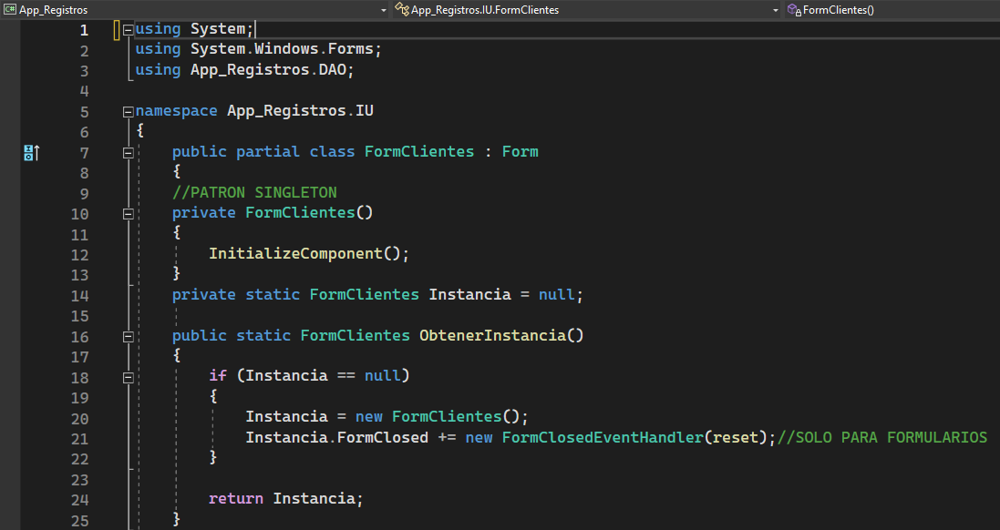 C# App_Registros App_Registros.IU.FormClientes FormClientes()
1 using System;
2 using System.Windows.Forms;
3 using App_Registros.DAO;
4
5 namespace App_Registros.IU
6 {
7 public partial class FormClientes : Form
8 {
9 //PATRON SINGLETON
10 private FormClientes()
11 {
12 InitializeComponent();
13 }
14 private static FormClientes Instancia = null;
15
16 public static FormClientes ObtenerInstancia()
17 {
18 if (Instancia == null)
19 {
20 Instancia = new FormClientes();
21 Instancia.FormClosed += new FormClosedEventHandler(reset);//SOLO PARA FORMULARIOS
22 }
23
24 return Instancia;
25 }